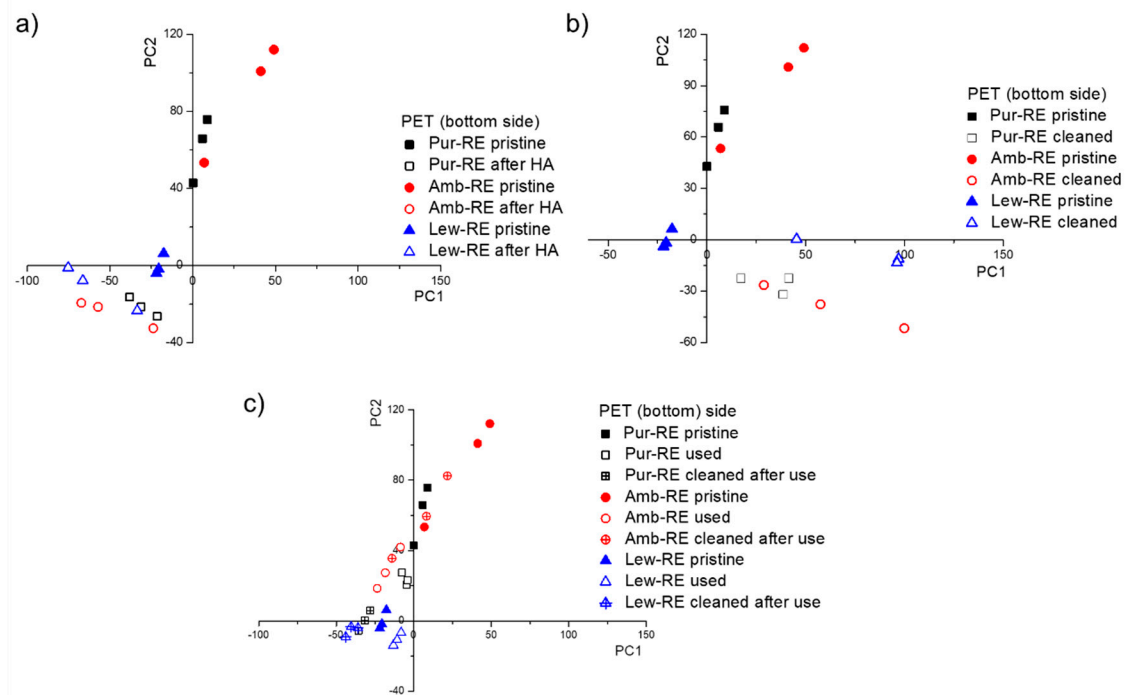 a)
PC2
120
80
40
0
-40
-100
-50
0
50
100
150
PC1
PET (bottom side)
Pur-RE pristine
Pur-RE after HA
Amb-RE pristine
Amb-RE after HA
Lew-RE pristine
Lew-RE after HA
b)
PC2
120
90
60
30
0
-30
-60
-50
0
50
100
150
PC1
PET (bottom side)
Pur-RE pristine
Pur-RE cleaned
Amb-RE pristine
Amb-RE cleaned
Lew-RE pristine
Lew-RE cleaned
c)
PC2
120
80
40
0
-40
-100
-50
0
50
100
150
PC1
PET (bottom) side
Pur-RE pristine
Pur-RE used
Pur-RE cleaned after use
Amb-RE pristine
Amb-RE used
Amb-RE cleaned after use
Lew-RE pristine
Lew-RE used
Lew-RE cleaned after use